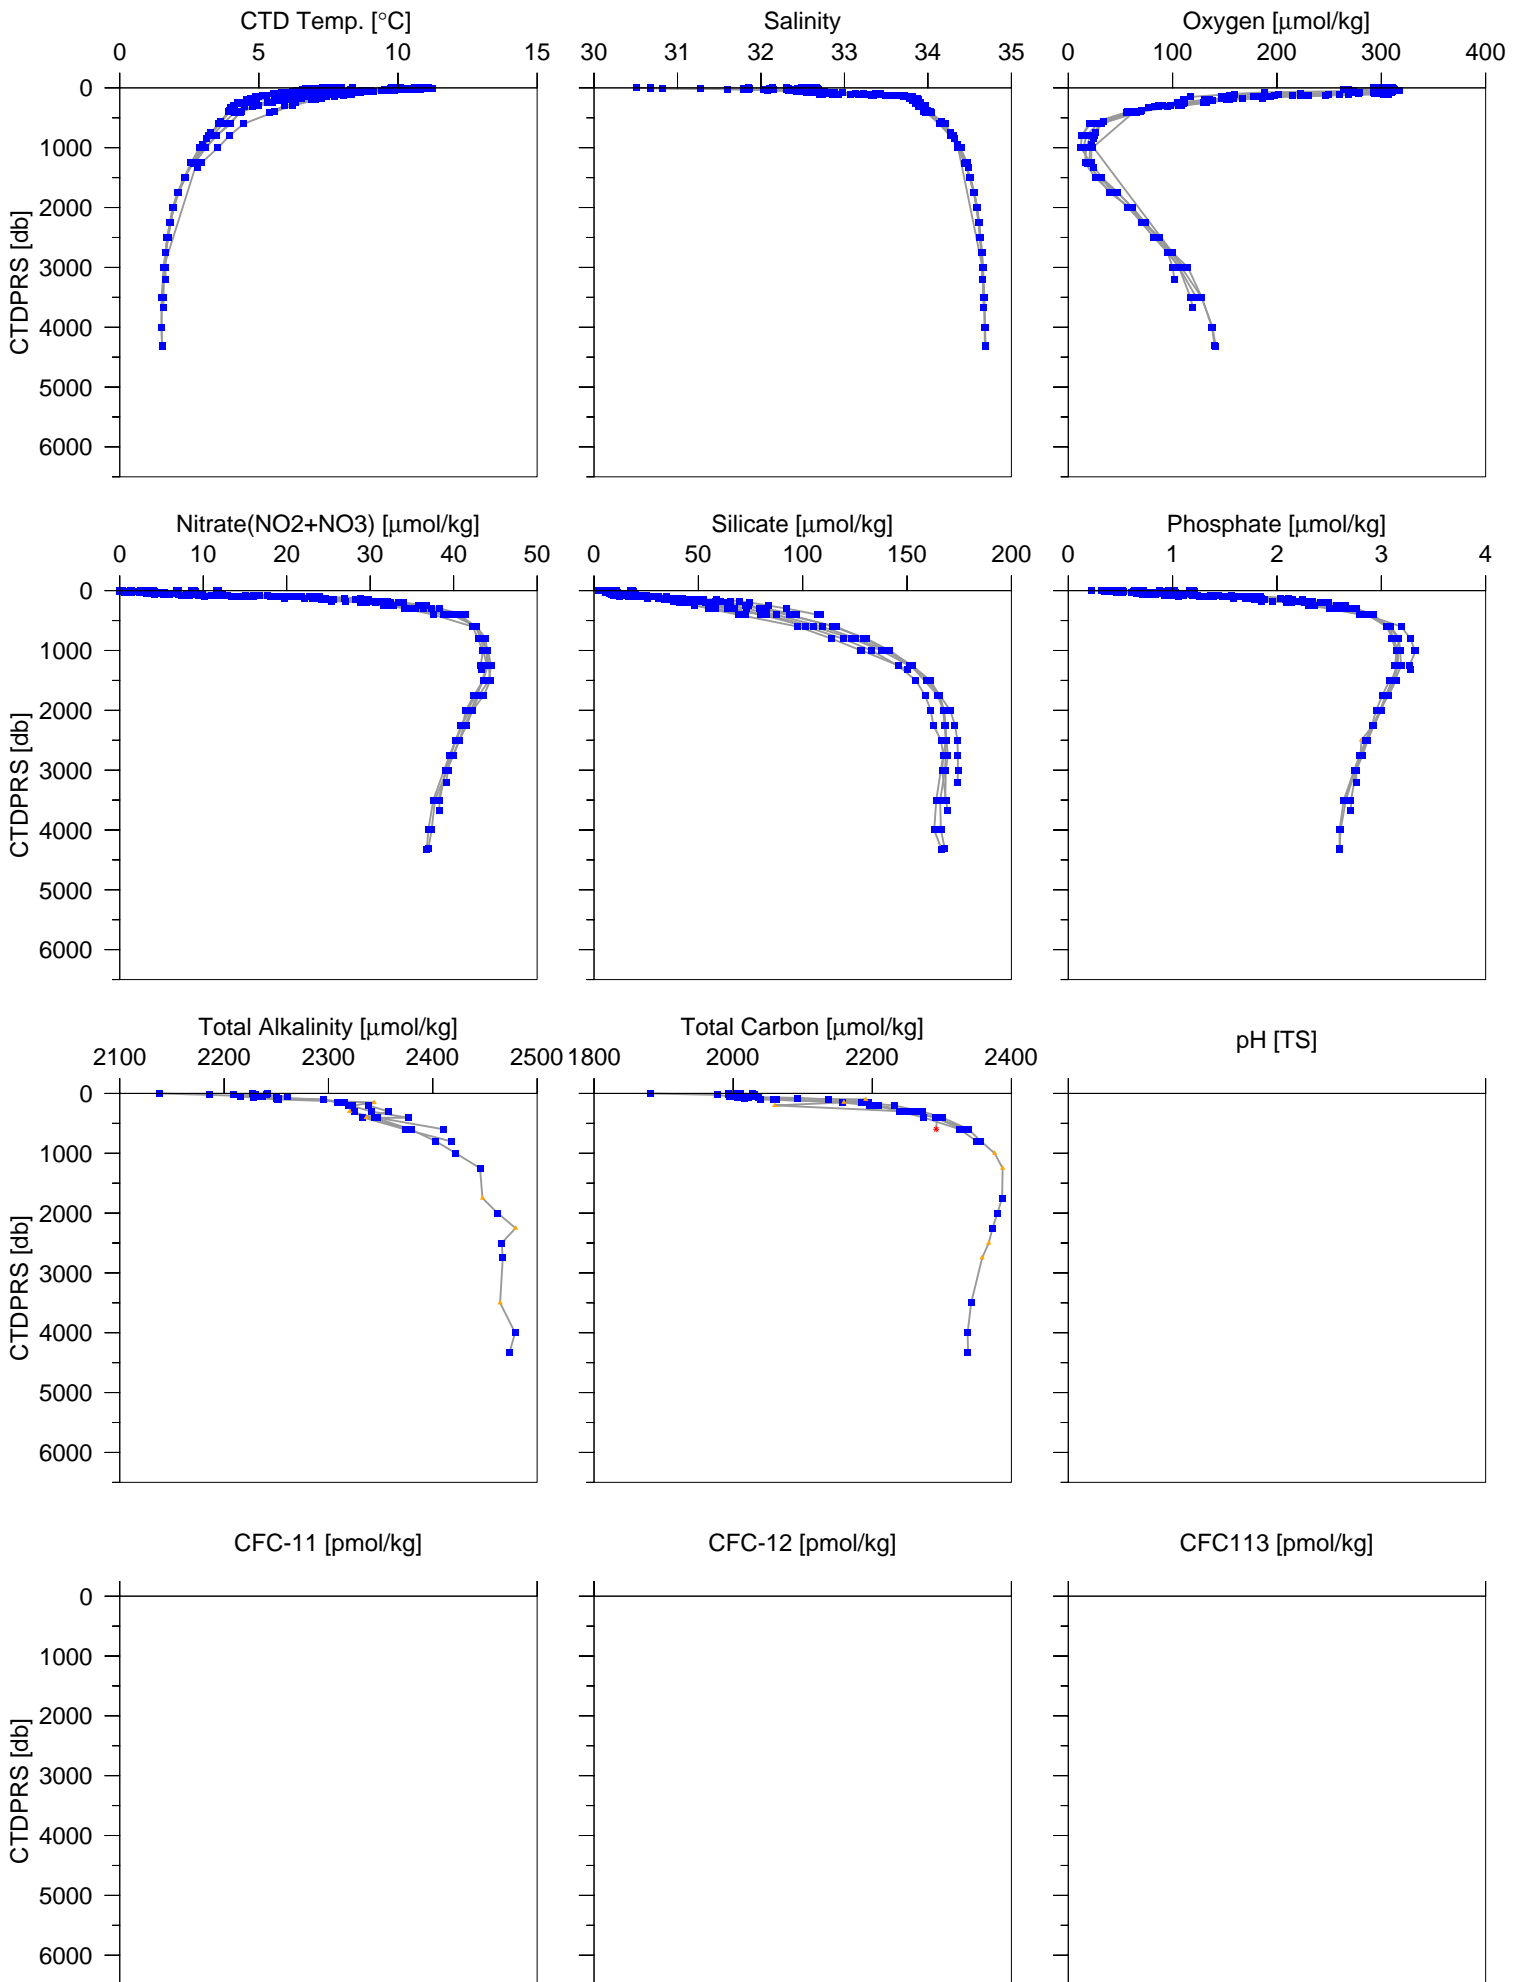 CTD Temp. [°C] Salinity Oxygen [μmol/kg]
0 5 10 15 30 31 32 33 34 35 0 100 200 300 400
0
1000
2000
3000
4000
5000
6000
CTDPRS [db]
Nitrate(NO2+NO3) [μmol/kg] Silicate [μmol/kg] Phosphate [μmol/kg]
0 10 20 30 40 50 0 50 100 150 200 0 1 2 3 4
0
1000
2000
3000
4000
5000
6000
CTDPRS [db]
Total Alkalinity [μmol/kg] Total Carbon [μmol/kg] pH [TS]
2100 2200 2300 2400 2500 1800 2000 2200 2400
0
1000
2000
3000
4000
5000
6000
CTDPRS [db]
CFC-11 [pmol/kg] CFC-12 [pmol/kg] CFC113 [pmol/kg]
0
1000
2000
3000
4000
5000
6000
CTDPRS [db]